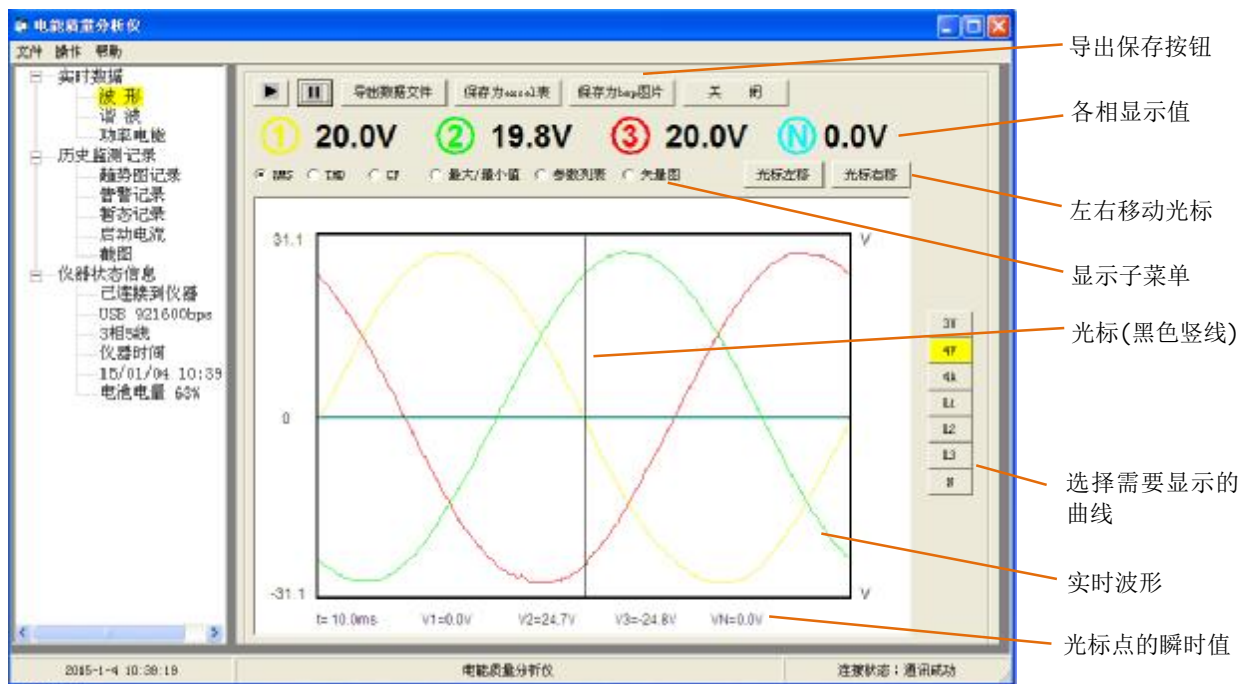 电能质量分析仪
文件 操作 帮助
实时数据
波 形
谐 波
功率电能
历史监测记录
趋势图记录
告警记录
暂态记录
启动电流
截图
仪器状态信息
已连接到仪器
USB 921600bps
3相5线
仪器时间
15/01/04 10:39
电池电量 63%
导出数据文件 保存为excel表 保存为bmp图片 关 闭
1 20.0V 2 19.8V 3 20.0V N 0.0V
RMS THD CF 最大/最小值 参数列表 矢量图 光标左移 光标右移
31.1 V
0
-31.1 V
t= 10.0ms V1=0.0V V2=24.7V V3=-24.8V VN=0.0V
3U
4V
4A
L1
L2
L3
N
2015-1-4 10:39:19 电能质量分析仪 连接状态：通讯成功
导出保存按钮
各相显示值
左右移动光标
显示子菜单
光标(黑色竖线)
选择需要显示的
曲线
实时波形
光标点的瞬时值